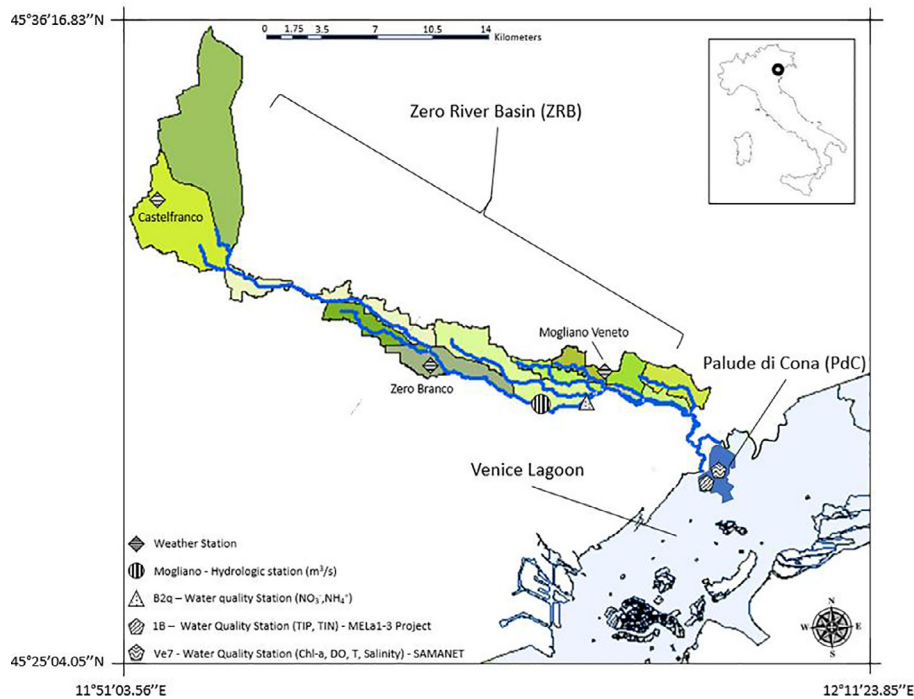 45°36'16.83''N
0 1.75 3.5 7 10.5 14
Kilometers
Zero River Basin (ZRB)
Castelfranco
Mogliano Veneto
Palude di Cona (PdC)
Zero Branco
Venice Lagoon
Weather Station
Mogliano - Hydrologic station (m³/s)
B2q – Water quality Station (NO₃⁻,NH₄⁺)
1B – Water Quality Station (TIP, TIN) - MELa1-3 Project
Ve7 - Water Quality Station (Chl-a, DO, T, Salinity) - SAMANET
N
W E
S
45°25'04.05''N
11°51'03.56''E
12°11'23.85''E